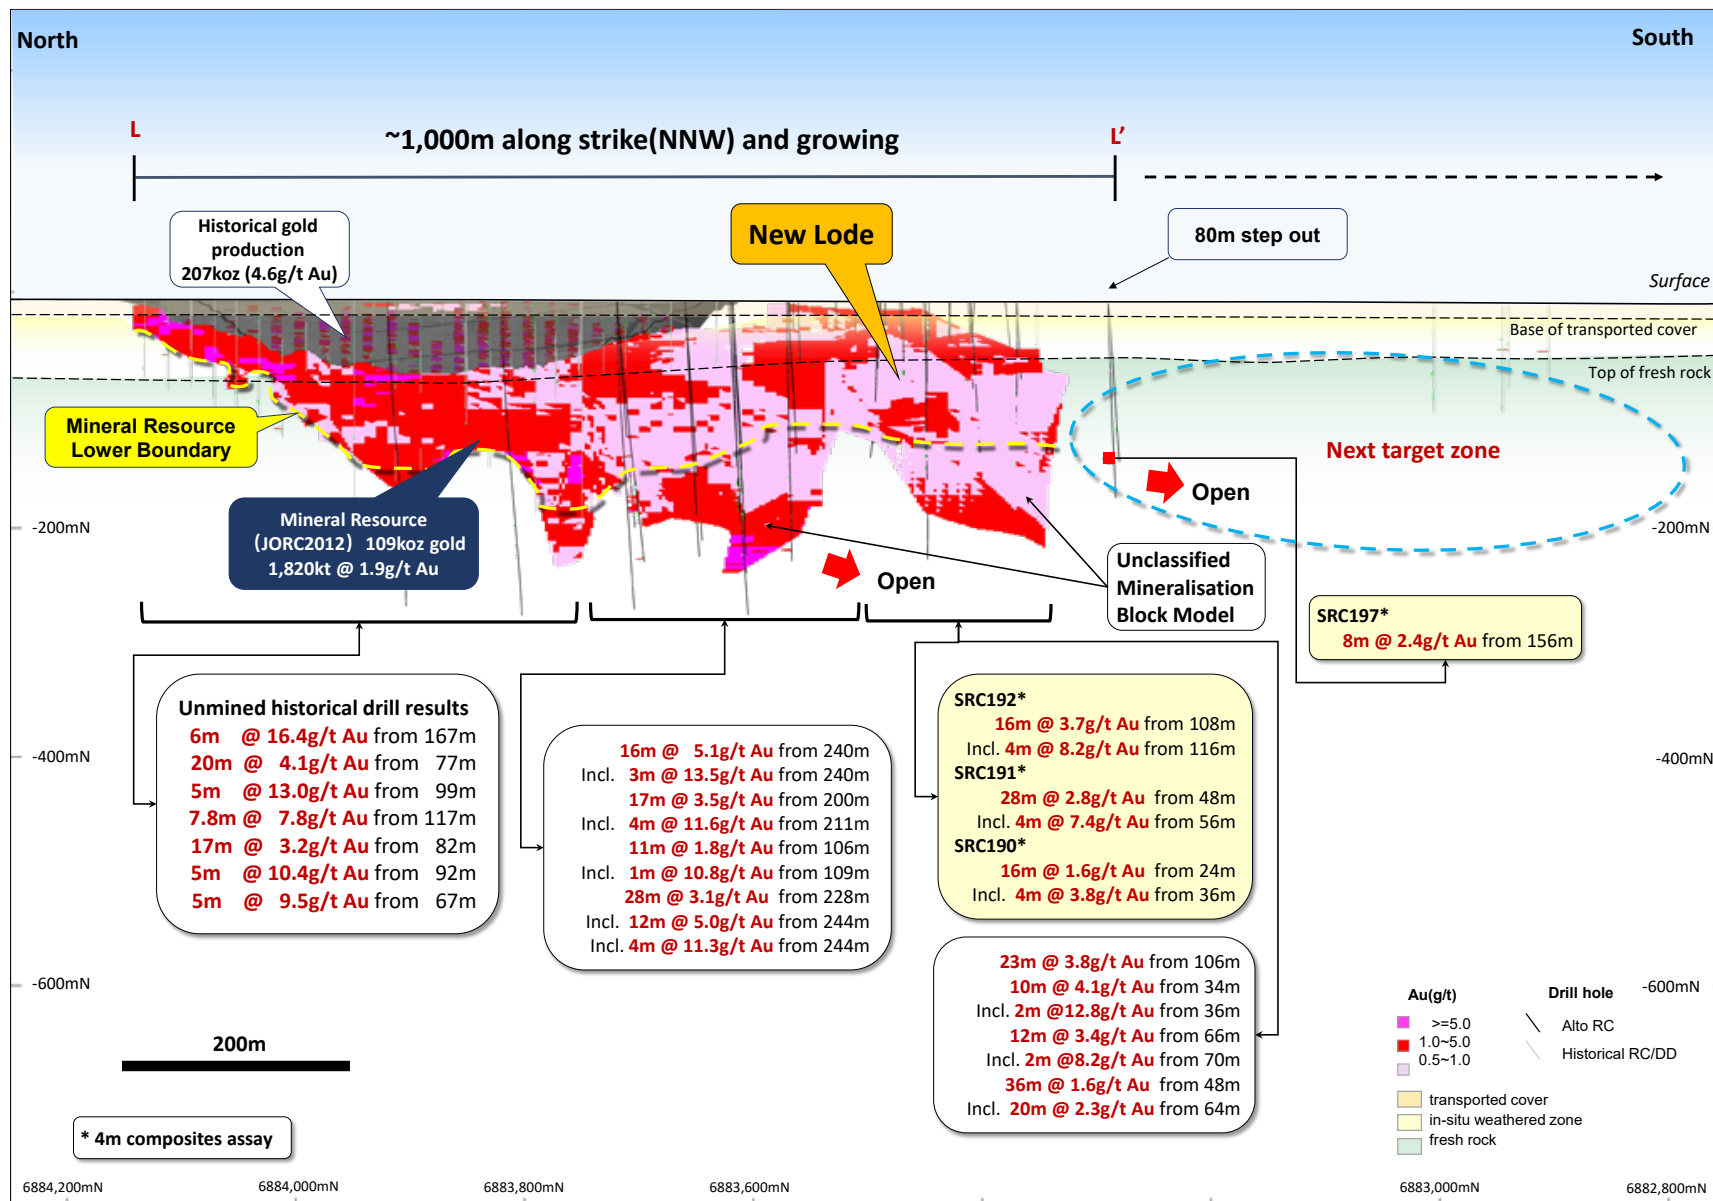 North
South
L
~1,000m along strike(NNW) and growing
L’
Historical gold
production
207koz (4.6g/t Au)
New Lode
80m step out
Surface
Base of transported cover
Top of fresh rock
Mineral Resource
Lower Boundary
Next target zone
Open
Mineral Resource
(JORC2012) 109koz gold
1,820kt @ 1.9g/t Au
-200mN
-200mN
Open
Unclassified
Mineralisation
Block Model
SRC197*
8m @ 2.4g/t Au from 156m
Unmined historical drill results
6m @ 16.4g/t Au from 167m
20m @ 4.1g/t Au from 77m
5m @ 13.0g/t Au from 99m
7.8m @ 7.8g/t Au from 117m
17m @ 3.2g/t Au from 82m
5m @ 10.4g/t Au from 92m
5m @ 9.5g/t Au from 67m
16m @ 5.1g/t Au from 240m
Incl. 3m @ 13.5g/t Au from 240m
17m @ 3.5g/t Au from 200m
Incl. 4m @ 11.6g/t Au from 211m
11m @ 1.8g/t Au from 106m
Incl. 1m @ 10.8g/t Au from 109m
28m @ 3.1g/t Au from 228m
Incl. 12m @ 5.0g/t Au from 244m
Incl. 4m @ 11.3g/t Au from 244m
SRC192*
16m @ 3.7g/t Au from 108m
Incl. 4m @ 8.2g/t Au from 116m
SRC191*
28m @ 2.8g/t Au from 48m
Incl. 4m @ 7.4g/t Au from 56m
SRC190*
16m @ 1.6g/t Au from 24m
Incl. 4m @ 3.8g/t Au from 36m
23m @ 3.8g/t Au from 106m
10m @ 4.1g/t Au from 34m
Incl. 2m @12.8g/t Au from 36m
12m @ 3.4g/t Au from 66m
Incl. 2m @8.2g/t Au from 70m
36m @ 1.6g/t Au from 48m
Incl. 20m @ 2.3g/t Au from 64m
-400mN
-400mN
-600mN
-600mN
200m
* 4m composites assay
Au(g/t)
>=5.0
1.0~5.0
0.5~1.0
Drill hole
Alto RC
Historical RC/DD
transported cover
in-situ weathered zone
fresh rock
6884,200mN
6884,000mN
6883,800mN
6883,600mN
6883,000mN
6882,800mN